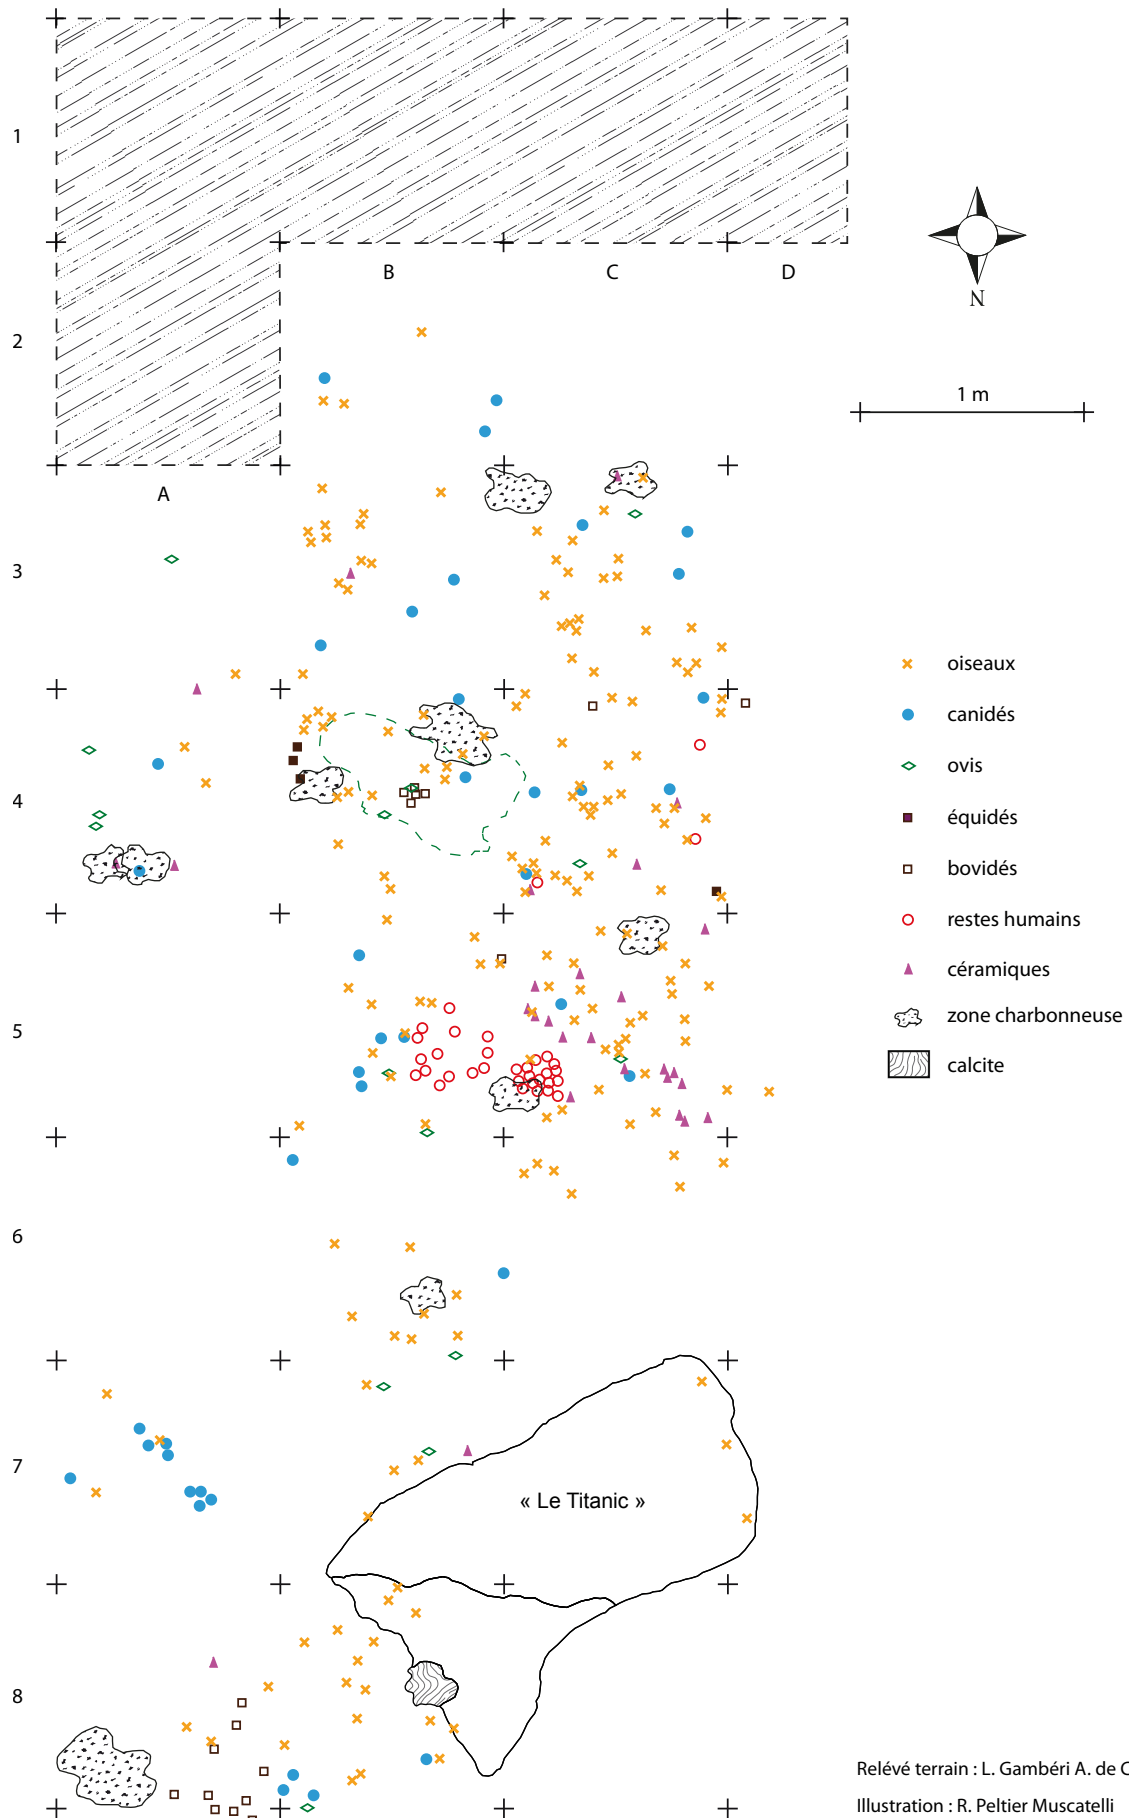 1
B C D
N
2
1 m
A
3
oiseaux
canidés
ovis
4
équidés
bovidés
restes humains
céramiques
zone charbonneuse
5
calcite
6
7
« Le Titanic »
8
Relévé terrain : L. Gambéri A. de C
Illustration : R. Peltier Muscatelli